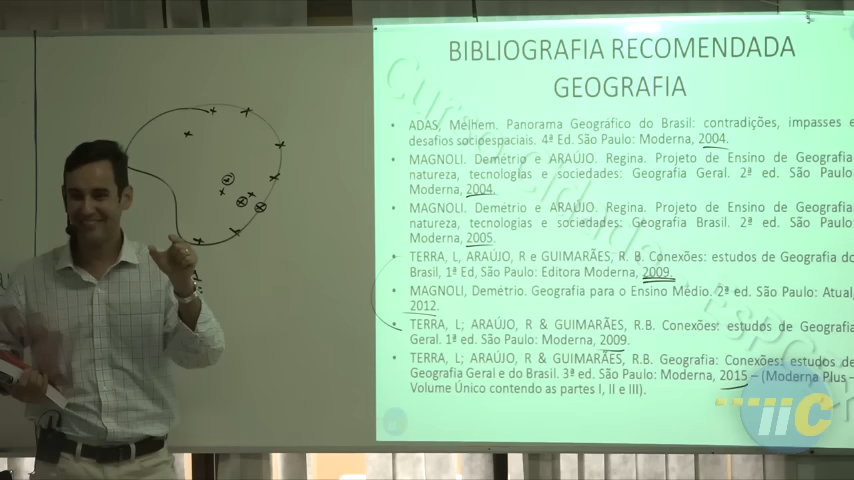 BIBLIOGRAFIA RECOMENDADA
GEOGRAFIA
• ADAS, Melhem. Panorama Geográfico do Brasil: contradições, impasses e
desafios socioespaciais. 4ª Ed. São Paulo: Moderna, 2004.
• MAGNOLI. Demétrio e ARAÚJO. Regina. Projeto de Ensino de Geografia
natureza, tecnologias e sociedades: Geografia Geral. 2ª ed. São Paulo
Moderna, 2004.
• MAGNOLI. Demétrio e ARAÚJO. Regina. Projeto de Ensino de Geografia
natureza, tecnologias e sociedades: Geografia Brasil. 2ª ed. São Paulo
Moderna, 2005.
• TERRA, L, ARAÚJO, R e GUIMARÃES, R. B. Conexões: estudos de Geografia do
Brasil, 1ª Ed, São Paulo: Editora Moderna, 2009.
• MAGNOLI, Demétrio. Geografia para o Ensino Médio. 2ª ed. São Paulo: Atual,
2012.
• TERRA, L; ARAÚJO, R & GUIMARÃES, R.B. Conexões: estudos de Geografia
Geral. 1ª ed. São Paulo: Moderna, 2009.
• TERRA, L; ARAÚJO, R & GUIMARÃES, R.B. Geografia: Conexões: estudos de
Geografia Geral e do Brasil. 3ª ed. São Paulo: Moderna, 2015 – (Moderna Plus –
Volume Único contendo as partes I, II e III).
Curso Cidade
iiC